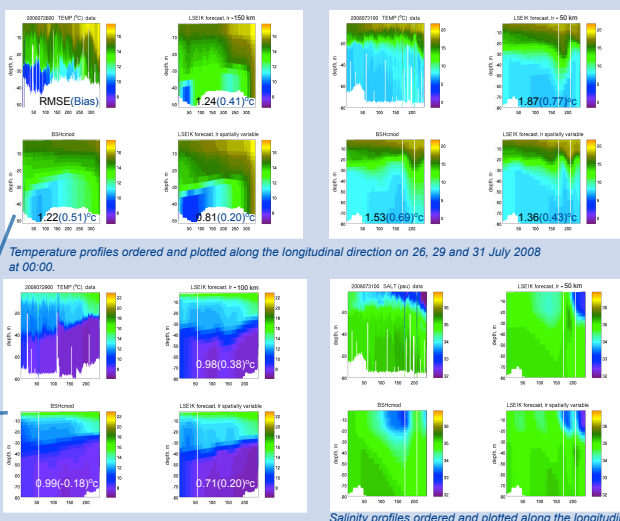 2008072600 TEMP (°C) data
LSEIK forecast, lr -150 km
2008073100 TEMP (°C) data
LSEIK forecast, lr - 50 km
depth, m
RMSE(Bias)
1.24(0.41)°c
1.87(0.77)°c
BSHcmod
LSEIK forecast, lr spatially variable
BSHcmod
LSEIK forecast, lr spatially variable
depth, m
1.22(0.51)°c
0.81(0.20)°c
1.53(0.69)°c
1.36(0.43)°c
Temperature profiles ordered and plotted along the longitudinal direction on 26, 29 and 31 July 2008
at 00:00.
2008072900 TEMP (°C) data
LSEIK forecast, lr -100 km
2008073100 SALT (psu) data
LSEIK forecast, lr - 50 km
depth, m
0.98(0.38)°c
BSHcmod
LSEIK forecast, lr spatially variable
BSHcmod
LSEIK forecast, lr spatially variable
depth, m
0.99(-0.18)°c
0.71(0.20)°c
Salinity profiles ordered and plotted along the longitudi